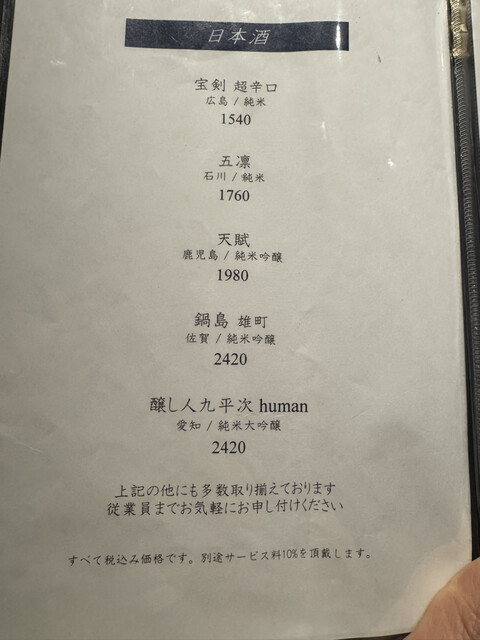 日本酒
宝剣 超辛口
広島 / 純米
1540
五凛
石川 / 純米
1760
天賦
鹿児島 / 純米吟醸
1980
鍋島 雄町
佐賀 / 純米吟醸
2420
醸し人九平次 human
愛知 / 純米大吟醸
2420
上記の他にも多数取り揃えております
従業員までお気軽にお申し付けください
すべて税込み価格です。別途サービス料10%を頂戴します。